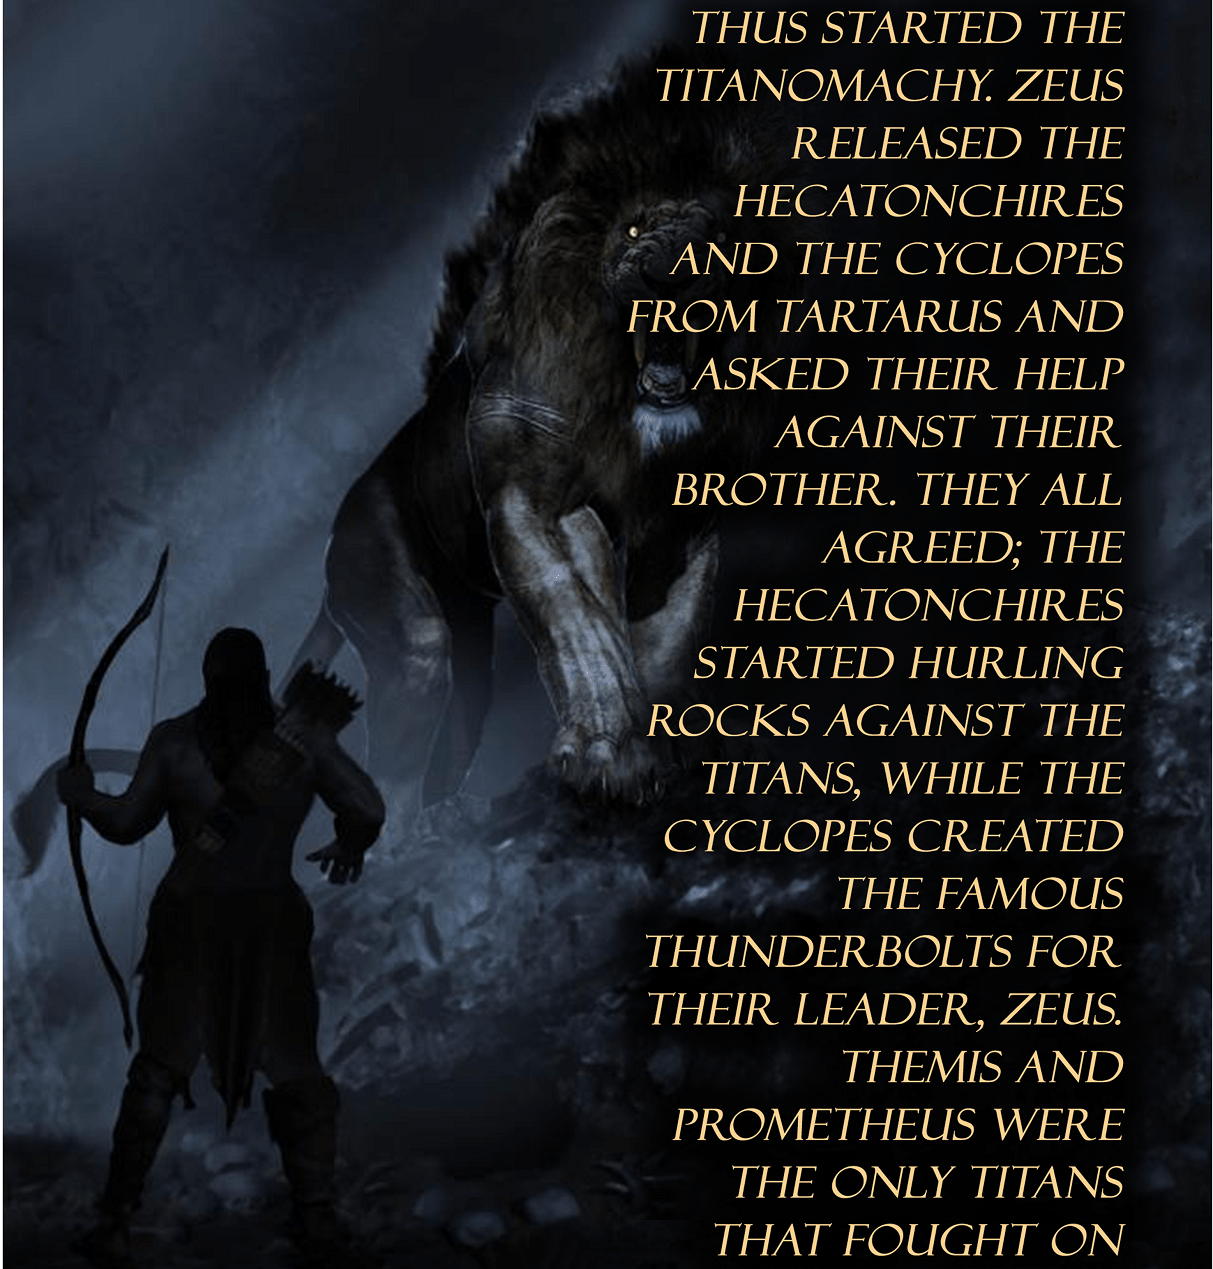 THUS STARTED THE
TITANOMACHY. ZEUS
RELEASED THE
HECATONCHIRES
AND THE CYCLOPES
FROM TARTARUS AND
ASKED THEIR HELP
AGAINST THEIR
BROTHER. THEY ALL
AGREED; THE
HECATONCHIRES
STARTED HURLING
ROCKS AGAINST THE
TITANS, WHILE THE
CYCLOPES CREATED
THE FAMOUS
THUNDERBOLTS FOR
THEIR LEADER, ZEUS.
THEMIS AND
PROMETHEUS WERE
THE ONLY TITANS
THAT FOUGHT ON